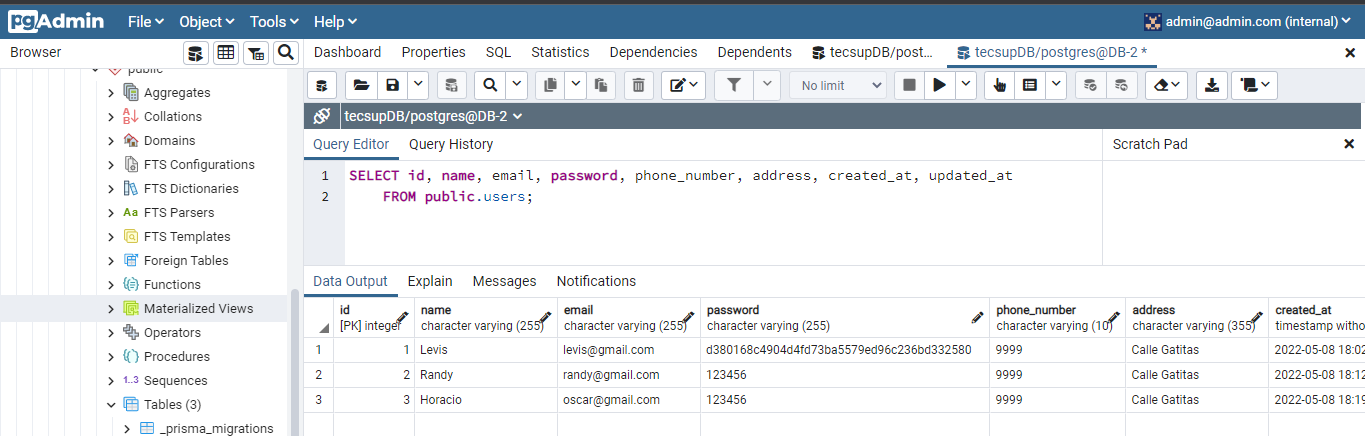 pgAdmin File Object Tools Help admin@admin.com (internal)
Browser Dashboard Properties SQL Statistics Dependencies Dependents tecsupDB/post... tecsupDB/postgres@DB-2 *
public
Aggregates
Collations
Domains
FTS Configurations
FTS Dictionaries
Aa FTS Parsers
FTS Templates
Foreign Tables
Functions
Materialized Views
Operators
Procedures
1..3 Sequences
Tables (3)
_prisma_migrations
No limit
tecsupDB/postgres@DB-2
Query Editor Query History Scratch Pad
1 SELECT id, name, email, password, phone_number, address, created_at, updated_at
2 FROM public.users;
Data Output Explain Messages Notifications
id name email password phone_number address created_at
[PK] integer character varying (255) character varying (255) character varying (255) character varying (10) character varying (355) timestamp witho
1 1 Levis levis@gmail.com d380168c4904d4fd73ba5579ed96c236bd332580 9999 Calle Gatitas 2022-05-08 18:02
2 2 Randy randy@gmail.com 123456 9999 Calle Gatitas 2022-05-08 18:12
3 3 Horacio oscar@gmail.com 123456 9999 Calle Gatitas 2022-05-08 18:19